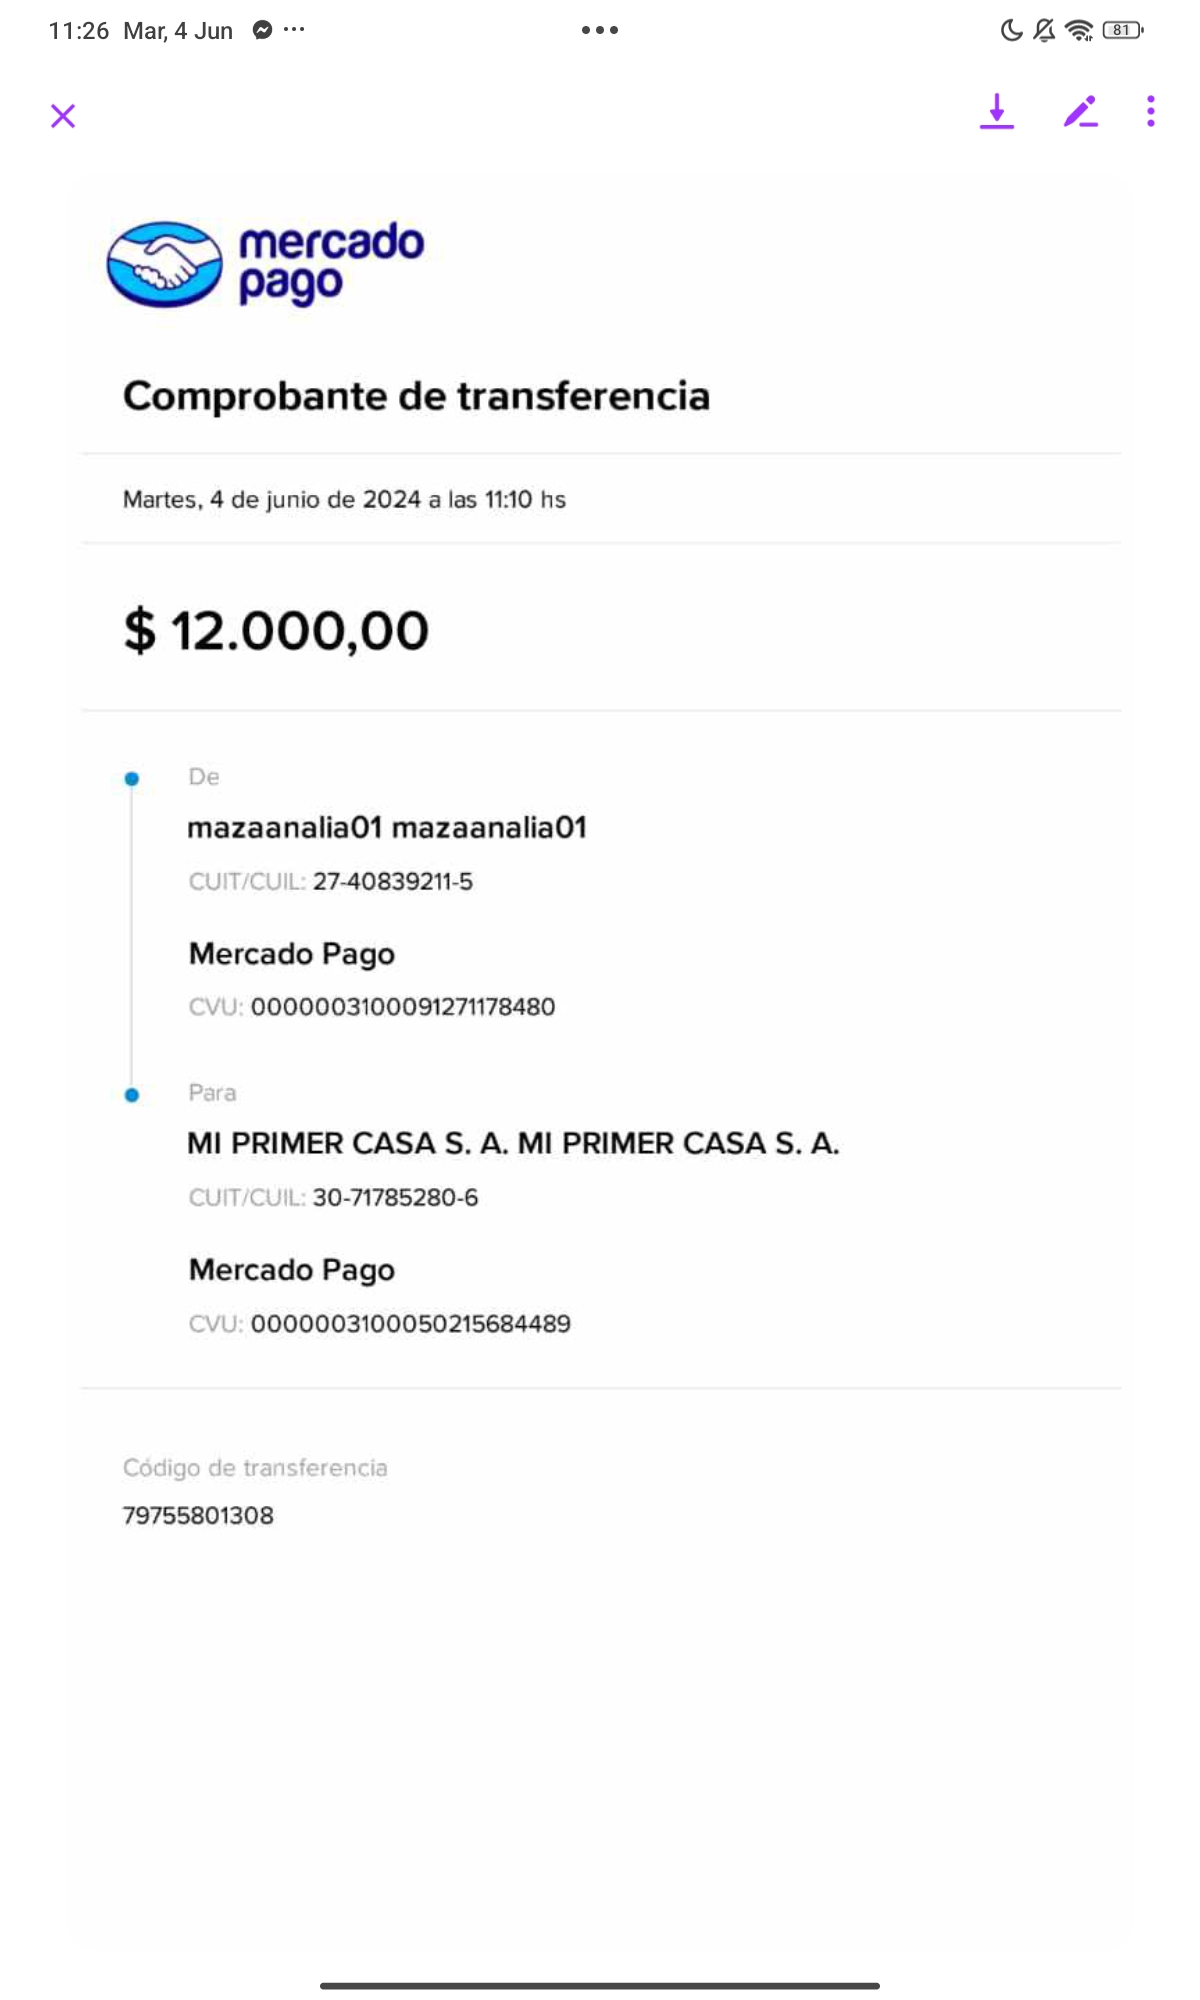 11:26 Mar, 4 Jun
81
mercado
pago
Comprobante de transferencia
Martes, 4 de junio de 2024 a las 11:10 hs
$ 12.000,00
De
mazaanalia01 mazaanalia01
CUIT/CUIL: 27-40839211-5
Mercado Pago
CVU: 0000003100091271178480
Para
MI PRIMER CASA S. A. MI PRIMER CASA S. A.
CUIT/CUIL: 30-71785280-6
Mercado Pago
CVU: 0000003100050215684489
Código de transferencia
79755801308